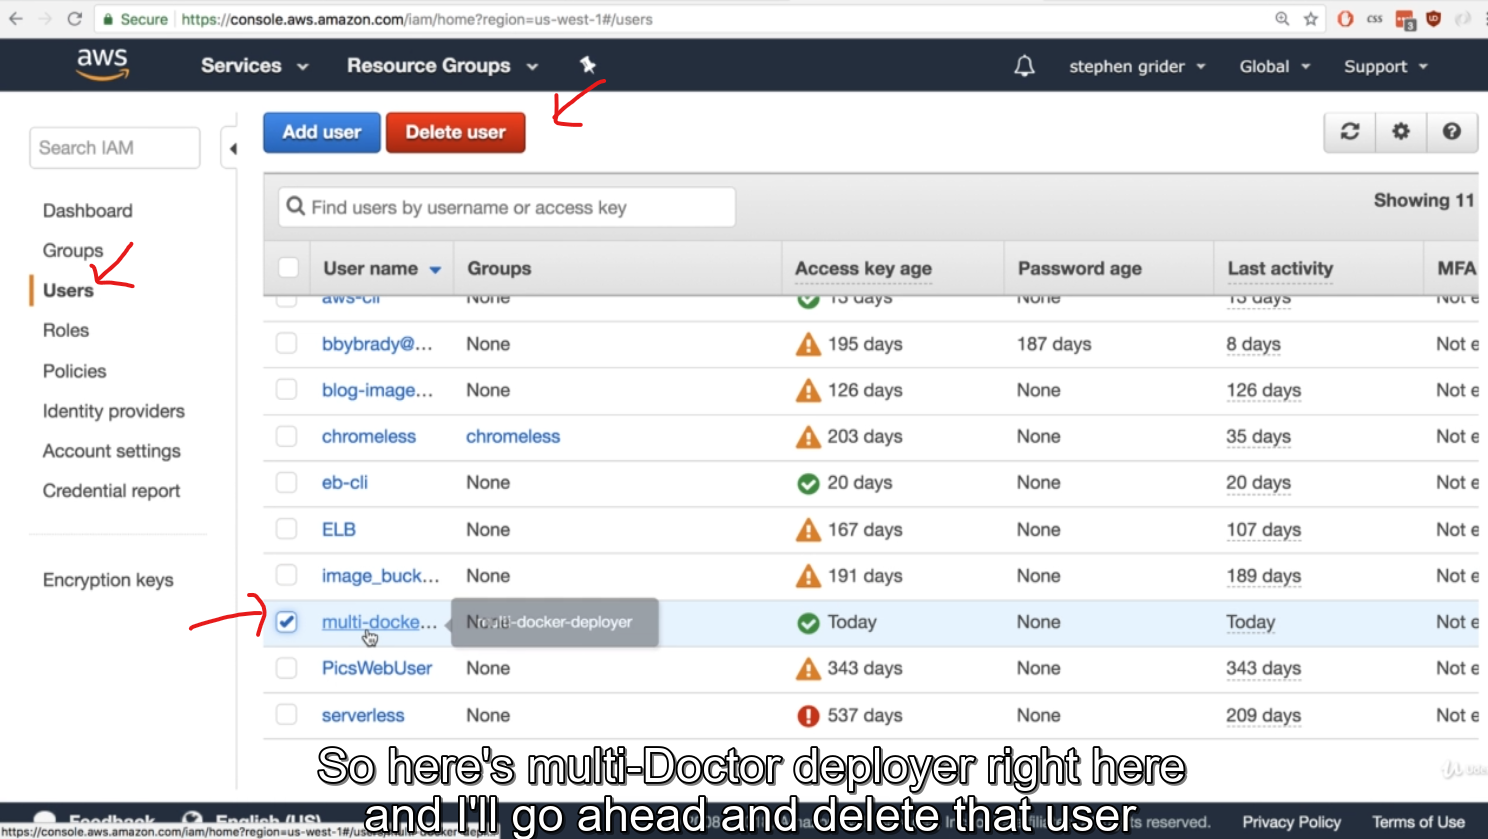 Secure https://console.aws.amazon.com/iam/home?region=us-west-1#/users
css
3
aws Services Resource Groups stephen grider Global Support
Search IAM
Dashboard
Groups
Users
Roles
Policies
Identity providers
Account settings
Credential report
Encryption keys
Add user Delete user
Find users by username or access key
Showing 11
User name Groups Access key age Password age Last activity MFA
aws-cli None 13 days None 13 days Not e
bbybrady@... None 195 days 187 days 8 days Not e
blog-image... None 126 days None 126 days Not e
chromeless chromeless 203 days None 35 days Not e
eb-cli None 20 days None 20 days Not e
ELB None 167 days None 107 days Not e
image_buck... None 191 days None 189 days Not e
multi-docke... multi-docker-deployer Today None Today Not e
PicsWebUser None 343 days None 343 days Not e
serverless None 537 days None 209 days Not e
So here's multi-Doctor deployer right here
and I'll go ahead and delete that user
Feedback English (US) reserved. Privacy Policy Terms of Use
https://console.aws.amazon.com/iam/home?region=us-west-1#/users/